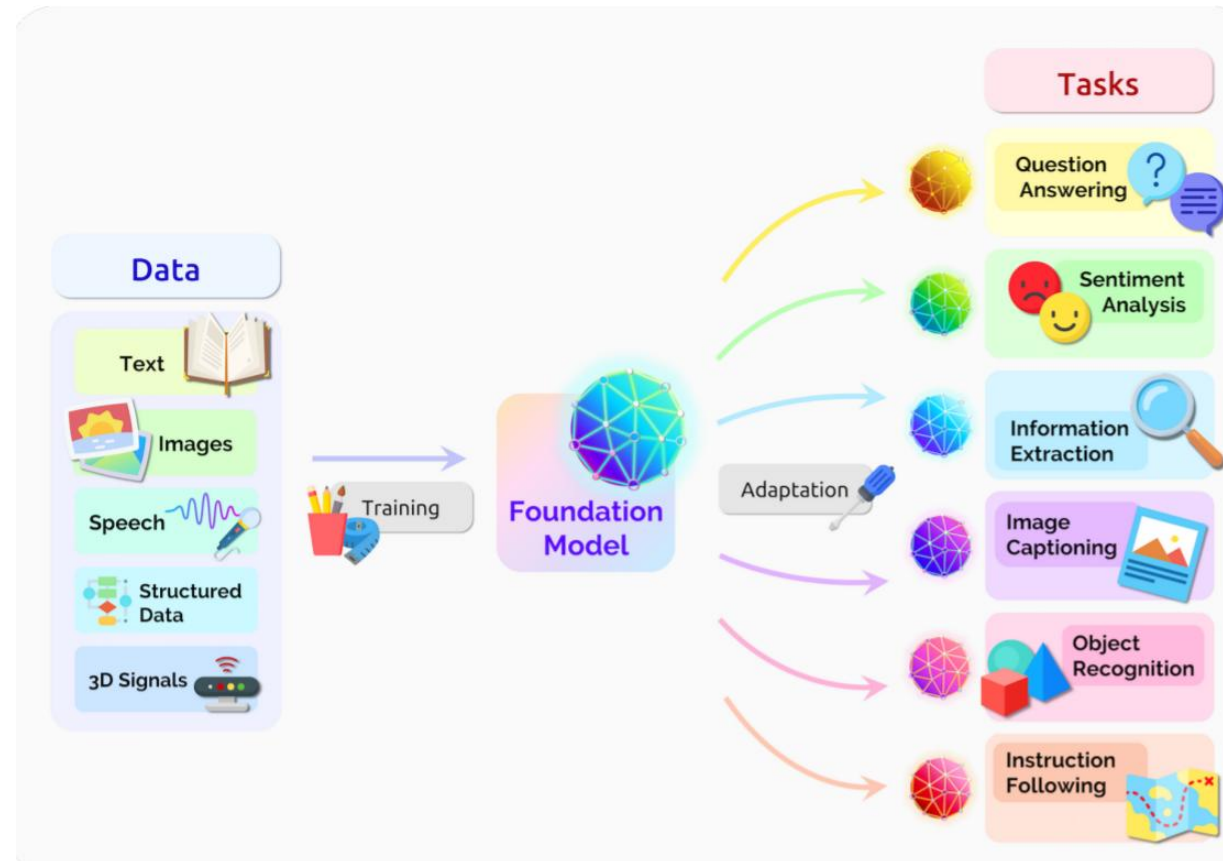 Data
Text
Images
Speech
Structured
Data
3D Signals
Training
Foundation
Model
Adaptation
Tasks
Question
Answering
?
Sentiment
Analysis
Information
Extraction
Image
Captioning
Object
Recognition
Instruction
Following